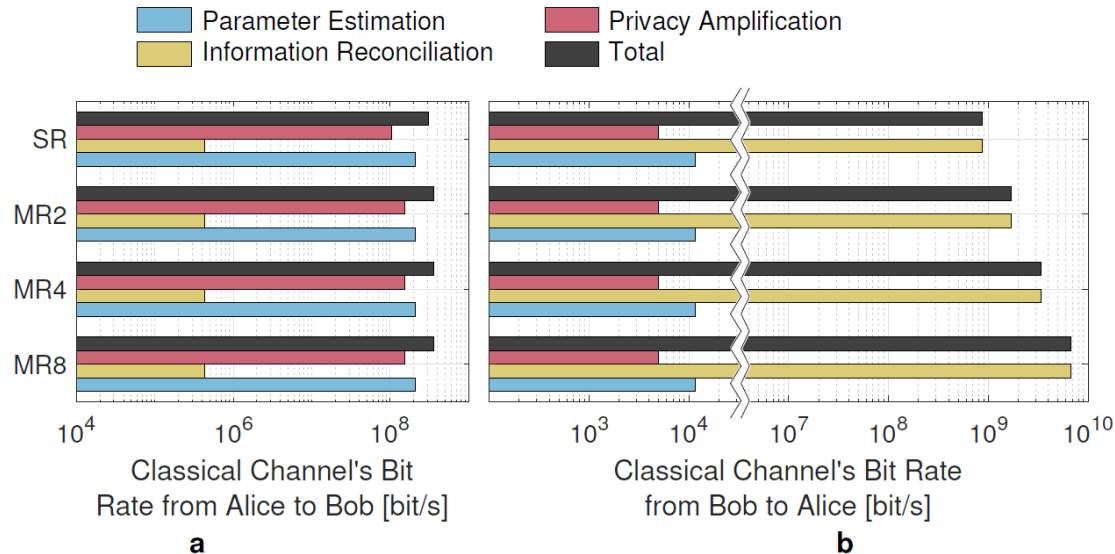 Parameter Estimation
Privacy Amplification
Information Reconciliation
Total
SR
MR2
MR4
MR8
10^4
10^6
10^8
10^3
10^4
10^7
10^8
10^9
10^10
Classical Channel's Bit
Rate from Alice to Bob [bit/s]
a
Classical Channel's Bit Rate
from Bob to Alice [bit/s]
b